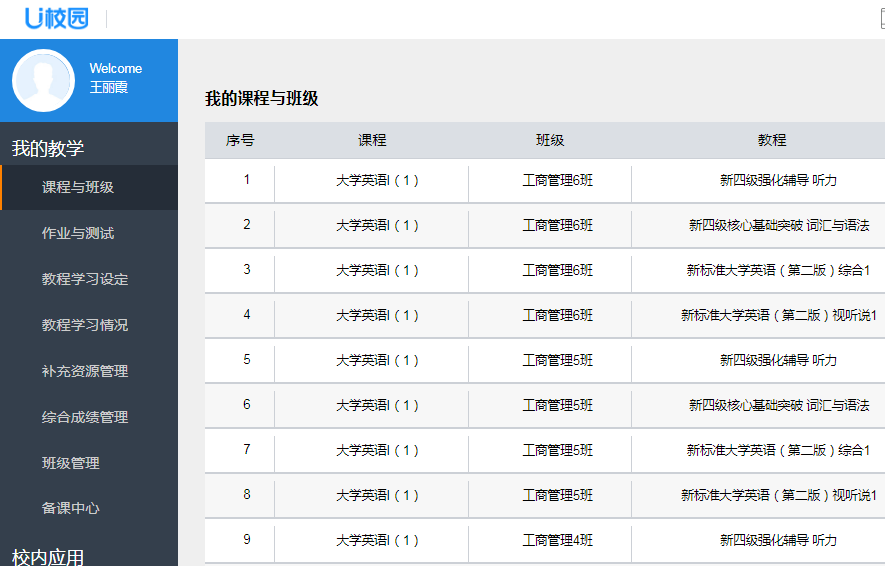 U校园
Welcome
王丽霞
我的教学
课程与班级
作业与测试
教程学习设定
教程学习情况
补充资源管理
综合成绩管理
班级管理
备课中心
校内应用
我的课程与班级
序号 课程 班级 教程
1 大学英语I（1） 工商管理6班 新四级强化辅导 听力
2 大学英语I（1） 工商管理6班 新四级核心基础突破 词汇与语法
3 大学英语I（1） 工商管理6班 新标准大学英语（第二版）综合1
4 大学英语I（1） 工商管理6班 新标准大学英语（第二版）视听说1
5 大学英语I（1） 工商管理5班 新四级强化辅导 听力
6 大学英语I（1） 工商管理5班 新四级核心基础突破 词汇与语法
7 大学英语I（1） 工商管理5班 新标准大学英语（第二版）综合1
8 大学英语I（1） 工商管理5班 新标准大学英语（第二版）视听说1
9 大学英语I（1） 工商管理4班 新四级强化辅导 听力